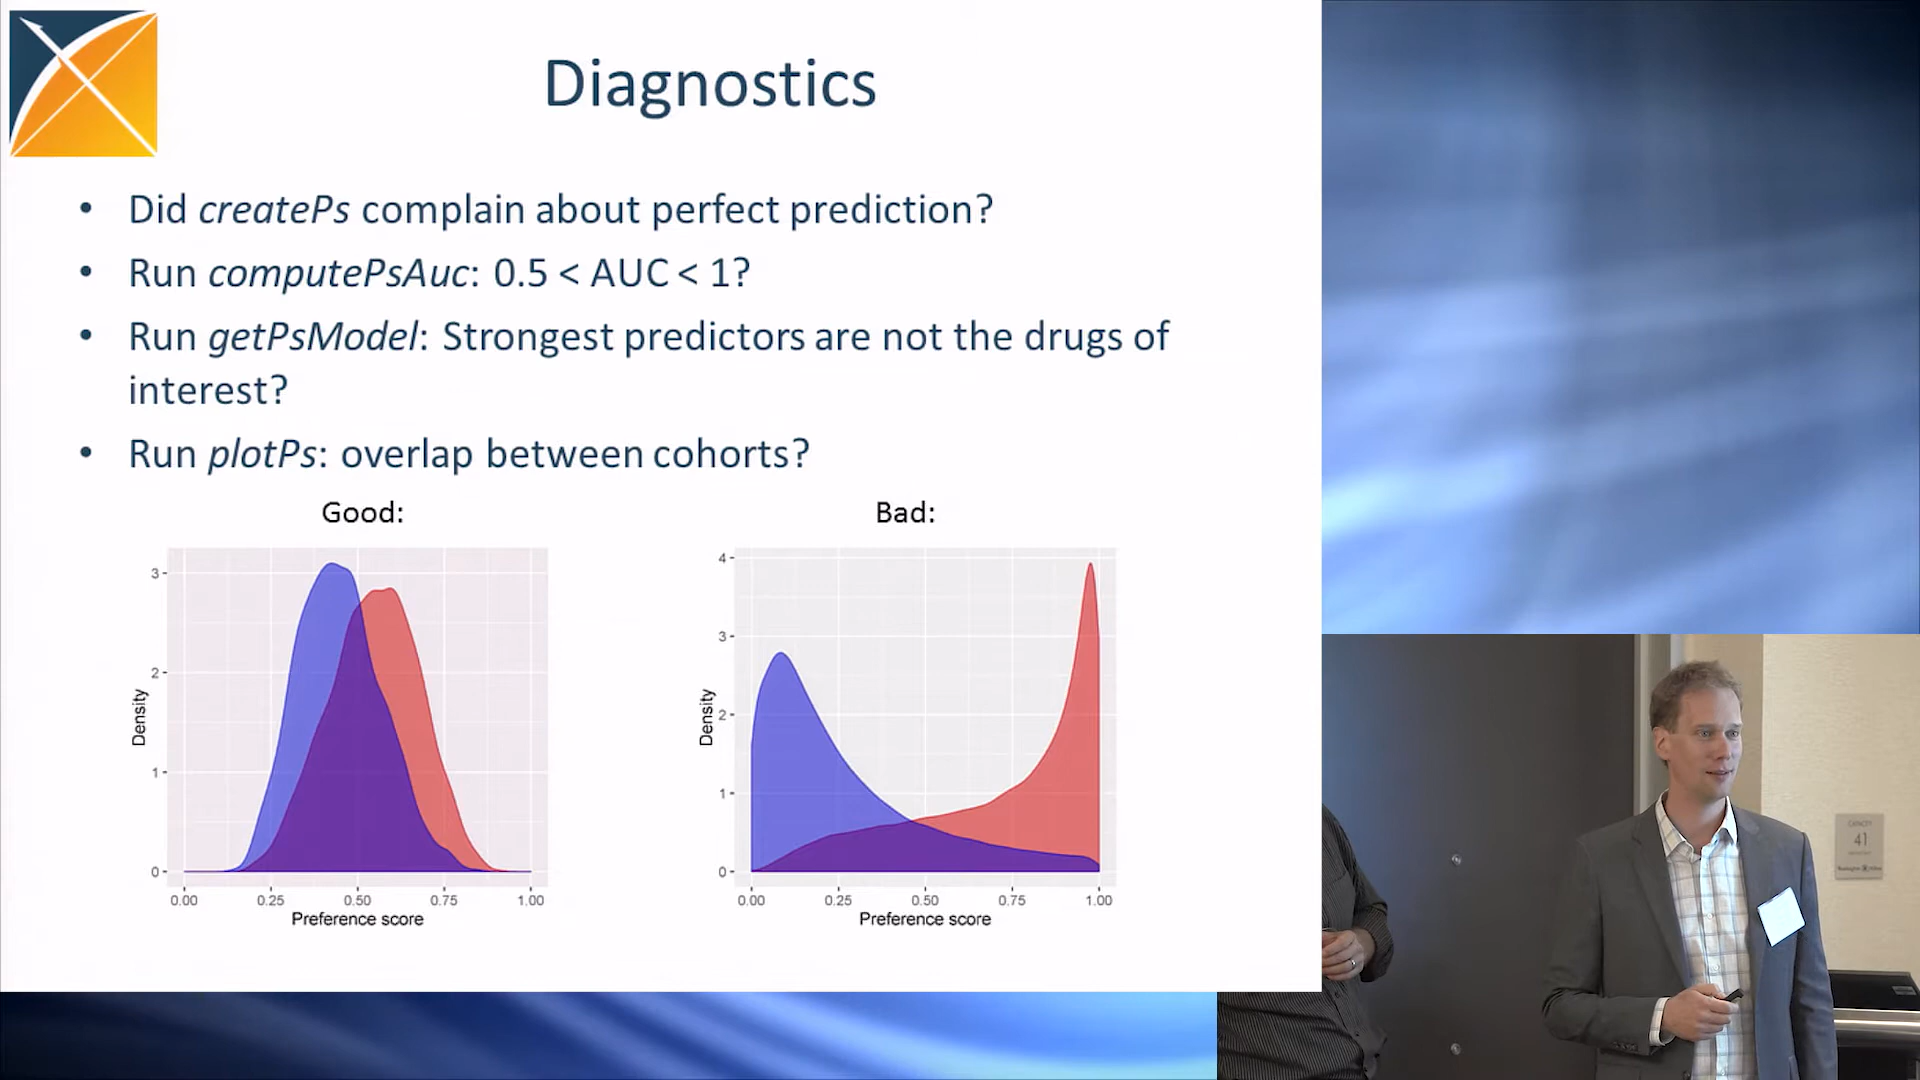 Diagnostics
• Did createPs complain about perfect prediction?
• Run computePsAuc: 0.5 < AUC < 1?
• Run getPsModel: Strongest predictors are not the drugs of
interest?
• Run plotPs: overlap between cohorts?
Good:
Bad:
3
2
1
0
Density
0.00 0.25 0.50 0.75 1.00
Preference score
4
3
2
1
0
Density
0.00 0.25 0.50 0.75 1.00
Preference score
CAPACITY
41